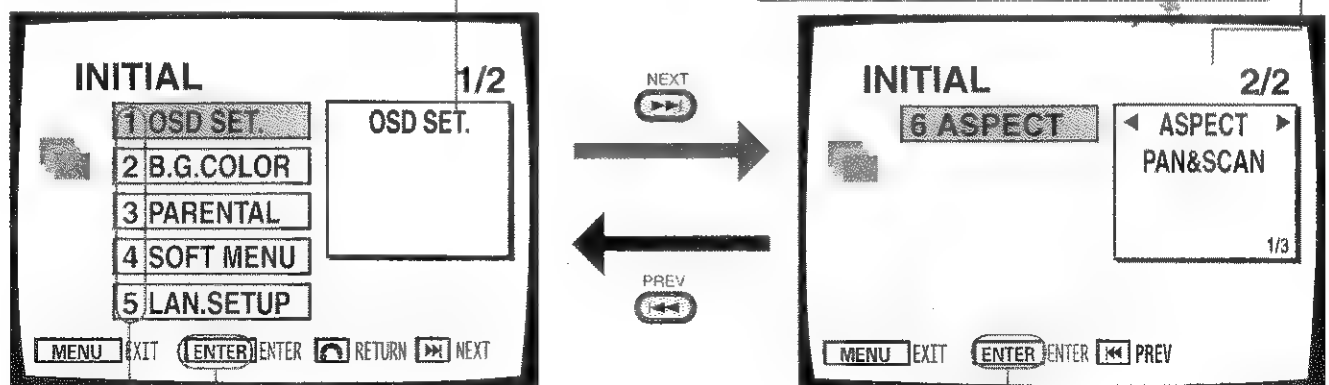 INITIAL 1/2
1 OSD SET.
OSD SET.
2 B.G.COLOR
3 PARENTAL
4 SOFT MENU
5 LAN.SETUP
MENU EXIT ENTER ENTER RETURN NEXT
NEXT
PREV
INITIAL 2/2
6 ASPECT
ASPECT
PAN&SCAN
1/3
MENU EXIT ENTER ENTER PREV